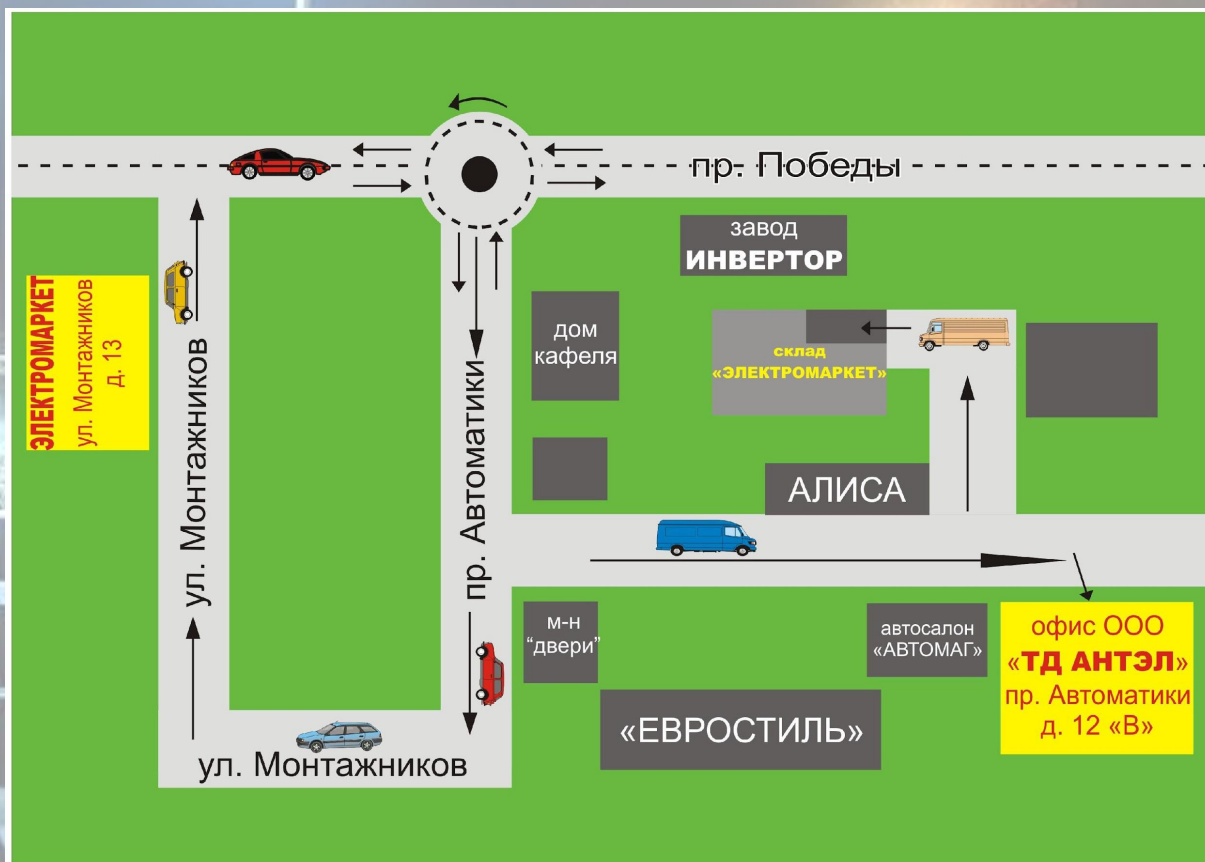 пр. Победы
завод
ИНВЕРТОР
ЭЛЕКТРОМАРКЕТ
ул. Монтажников
д. 13
дом
кафеля
склад
«ЭЛЕКТРОМАРКЕТ»
ул. Монтажников
пр. Автоматики
АЛИСА
м-н
"двери"
автосалон
«АВТОМАГ»
офис ООО
«ТД АНТЭЛ»
пр. Автоматики
д. 12 «В»
«ЕВРОСТИЛЬ»
ул. Монтажников